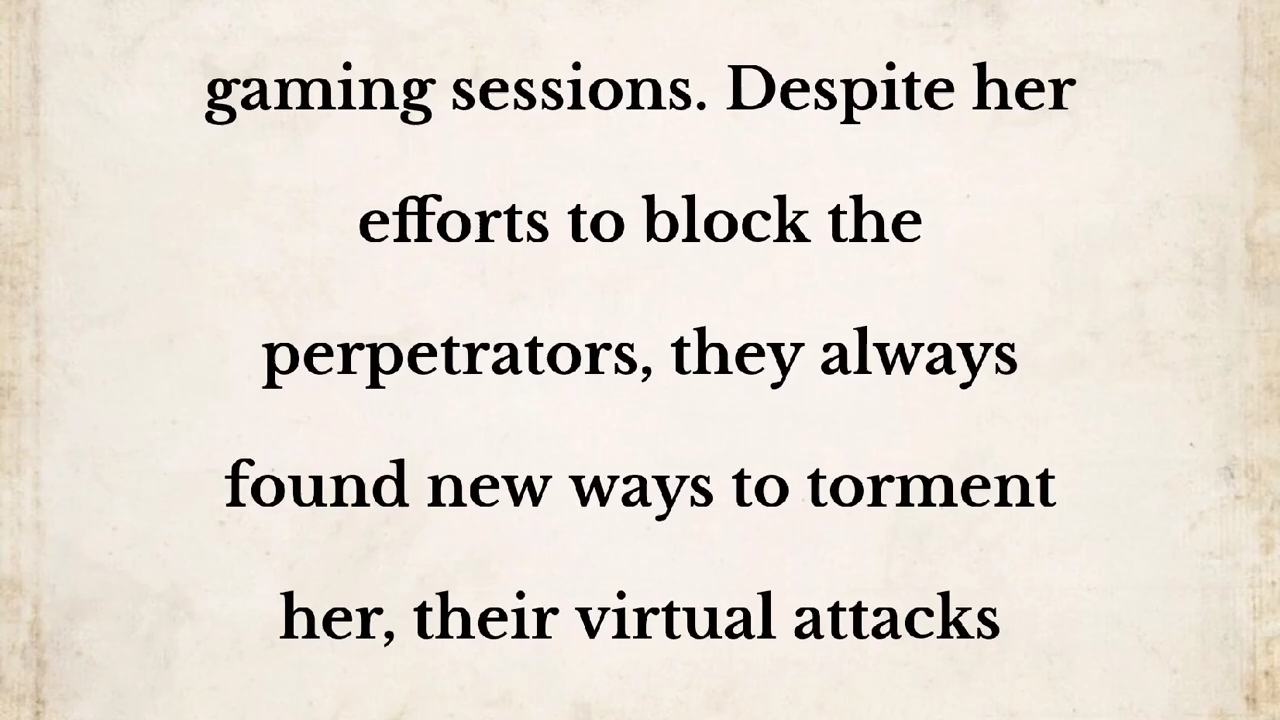 gaming sessions. Despite her
efforts to block the
perpetrators, they always
found new ways to torment
her, their virtual attacks